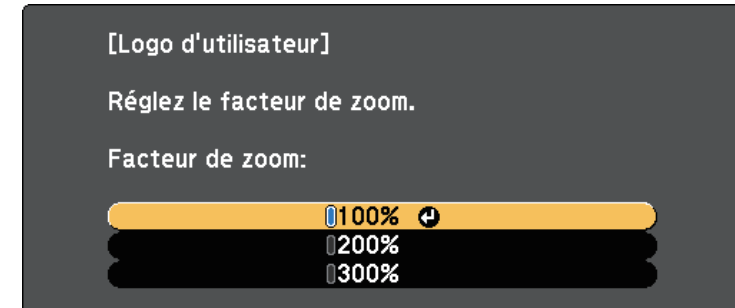 [Logo d'utilisateur]
Réglez le facteur de zoom.
Facteur de zoom:
100%
200%
300%